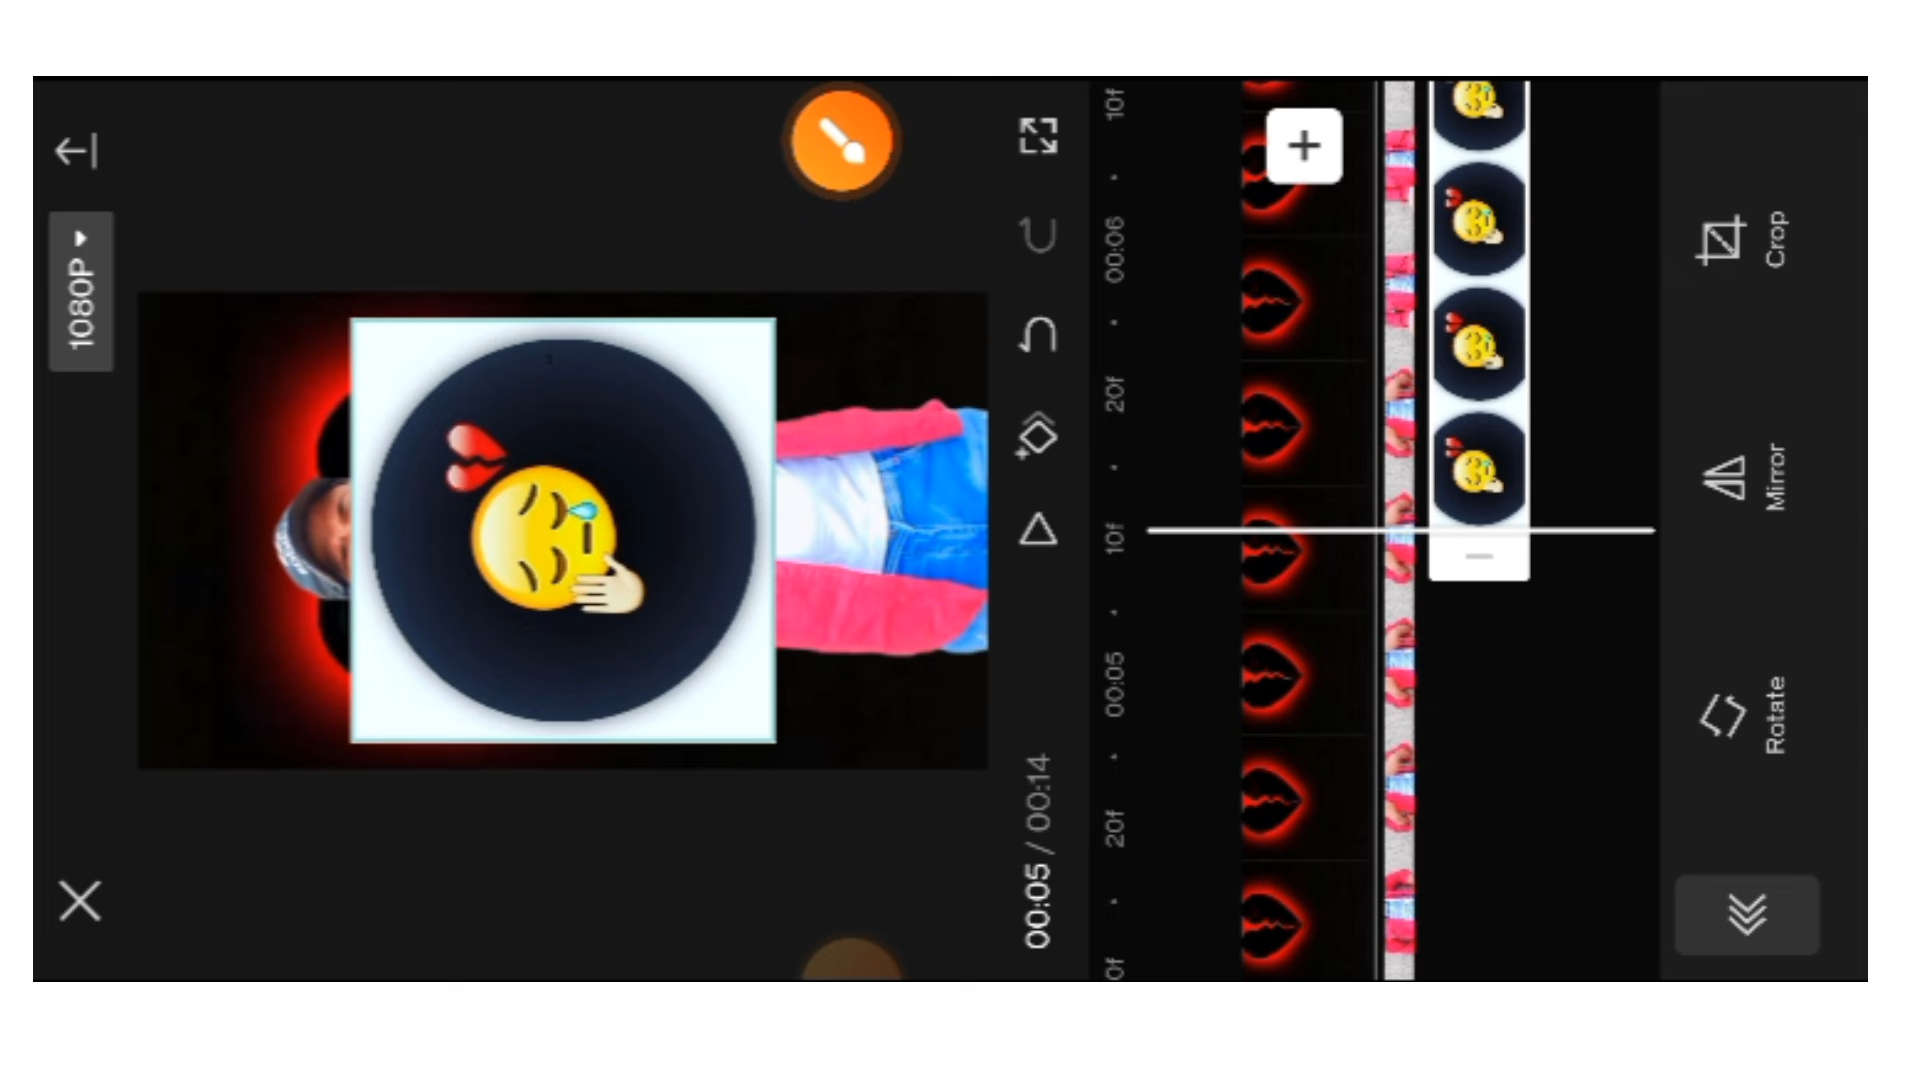 1080P
00:05 / 00:14
0f
20f
00:05
10f
20f
00:06
10f
Rotate
Mirror
Crop